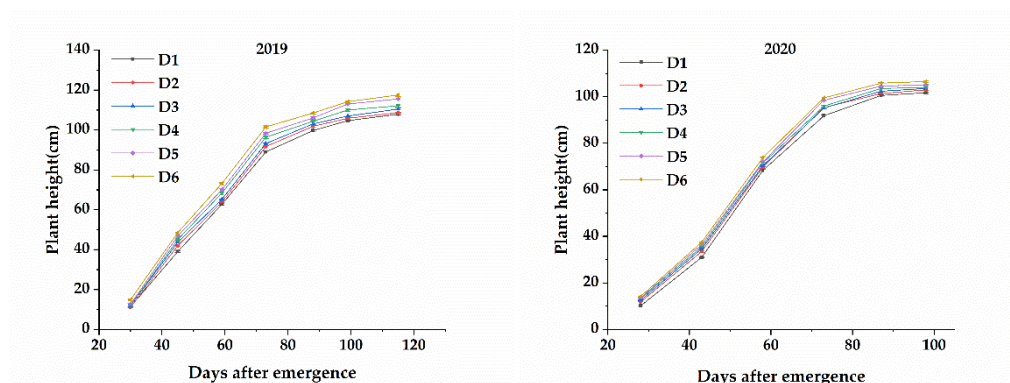 2019
D1
D2
D3
D4
D5
D6
Plant height(cm)
140
120
100
80
60
40
20
0
20 40 60 80 100 120
Days after emergence
2020
D1
D2
D3
D4
D5
D6
Plant height(cm)
120
100
80
60
40
20
0
20 40 60 80 100
Days after emergence